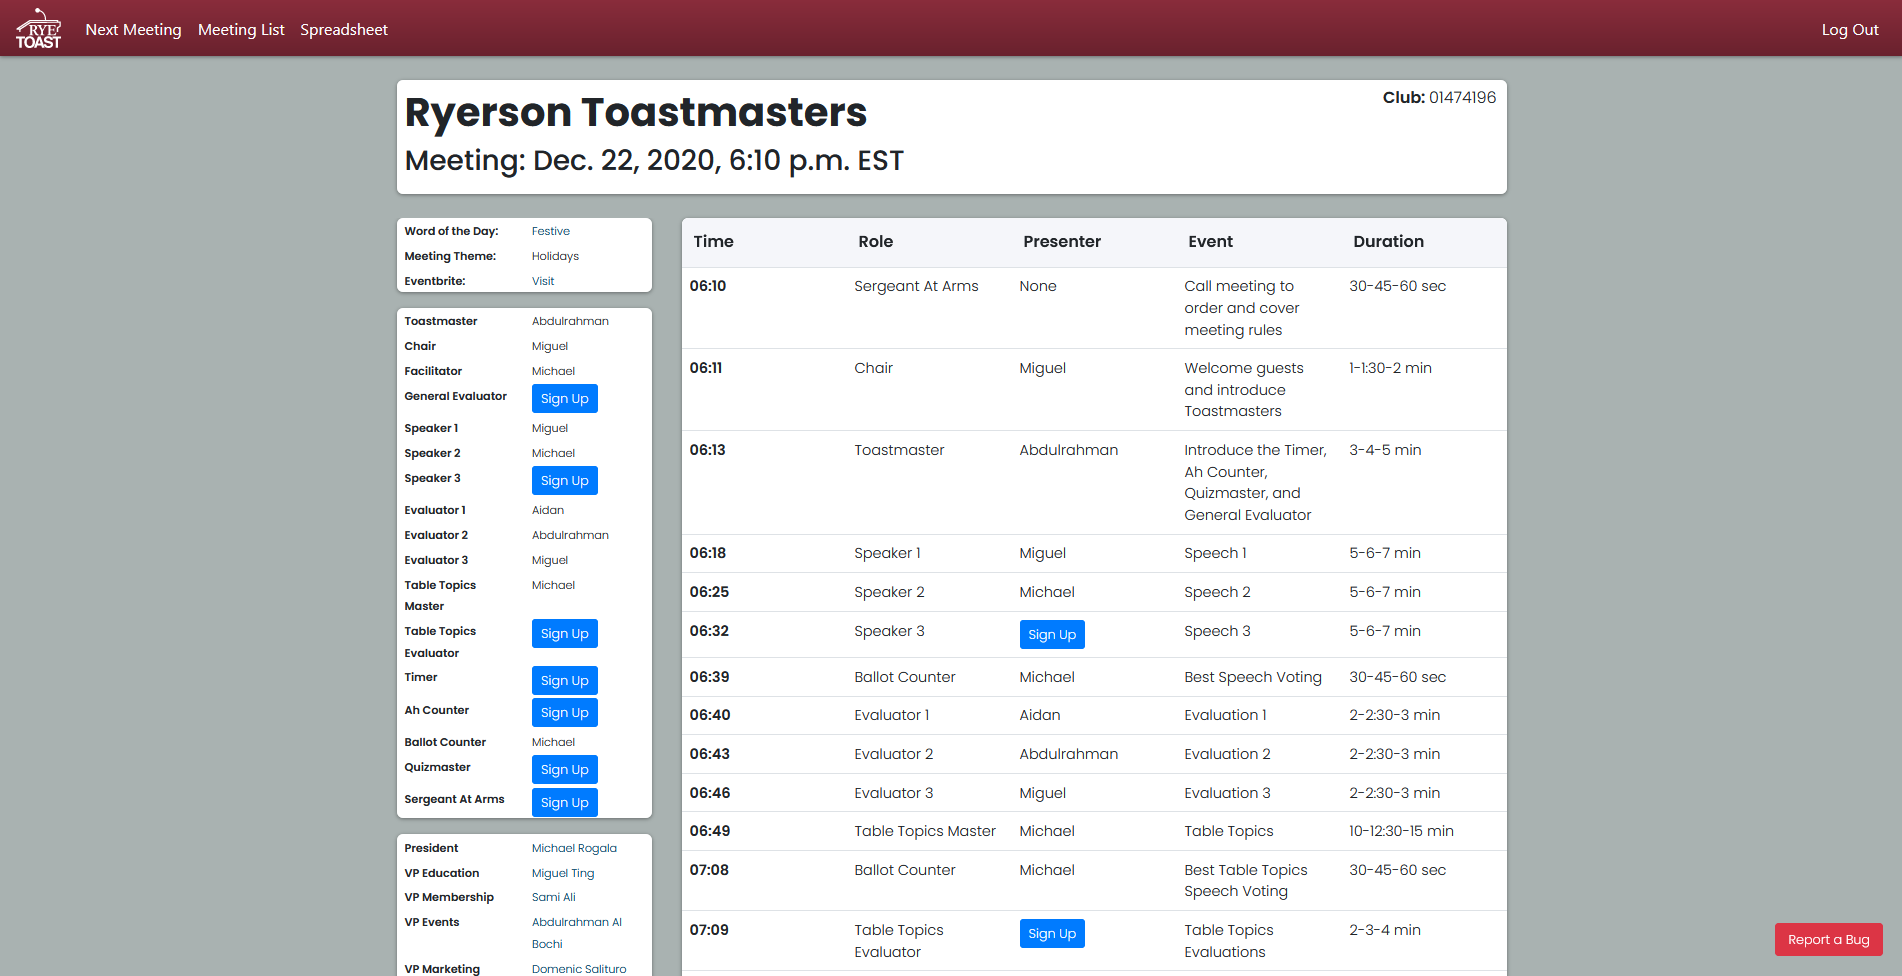 RYE
TOAST
Next Meeting Meeting List Spreadsheet Log Out
Ryerson Toastmasters
Club: 01474196
Meeting: Dec. 22, 2020, 6:10 p.m. EST
Word of the Day: Festive
Meeting Theme: Holidays
Eventbrite: Visit
Toastmaster Abdulrahman
Chair Miguel
Facilitator Michael
General Evaluator Sign Up
Speaker 1 Miguel
Speaker 2 Michael
Speaker 3 Sign Up
Evaluator 1 Aidan
Evaluator 2 Abdulrahman
Evaluator 3 Miguel
Table Topics Michael
Master
Table Topics Sign Up
Evaluator
Timer Sign Up
Ah Counter Sign Up
Ballot Counter Michael
Quizmaster Sign Up
Sergeant At Arms Sign Up
President Michael Rogala
VP Education Miguel Ting
VP Membership Sami Ali
VP Events Abdulrahman Al
Bochi
VP Marketing Domenic Salituro
Time Role Presenter Event Duration
06:10 Sergeant At Arms None Call meeting to 30-45-60 sec
order and cover
meeting rules
06:11 Chair Miguel Welcome guests 1-1:30-2 min
and introduce
Toastmasters
06:13 Toastmaster Abdulrahman Introduce the Timer, 3-4-5 min
Ah Counter,
Quizmaster, and
General Evaluator
06:18 Speaker 1 Miguel Speech 1 5-6-7 min
06:25 Speaker 2 Michael Speech 2 5-6-7 min
06:32 Speaker 3 Sign Up Speech 3 5-6-7 min
06:39 Ballot Counter Michael Best Speech Voting 30-45-60 sec
06:40 Evaluator 1 Aidan Evaluation 1 2-2:30-3 min
06:43 Evaluator 2 Abdulrahman Evaluation 2 2-2:30-3 min
06:46 Evaluator 3 Miguel Evaluation 3 2-2:30-3 min
06:49 Table Topics Master Michael Table Topics 10-12:30-15 min
07:08 Ballot Counter Michael Best Table Topics 30-45-60 sec
Speech Voting
07:09 Table Topics Sign Up Table Topics 2-3-4 min
Evaluator Evaluations
Report a Bug